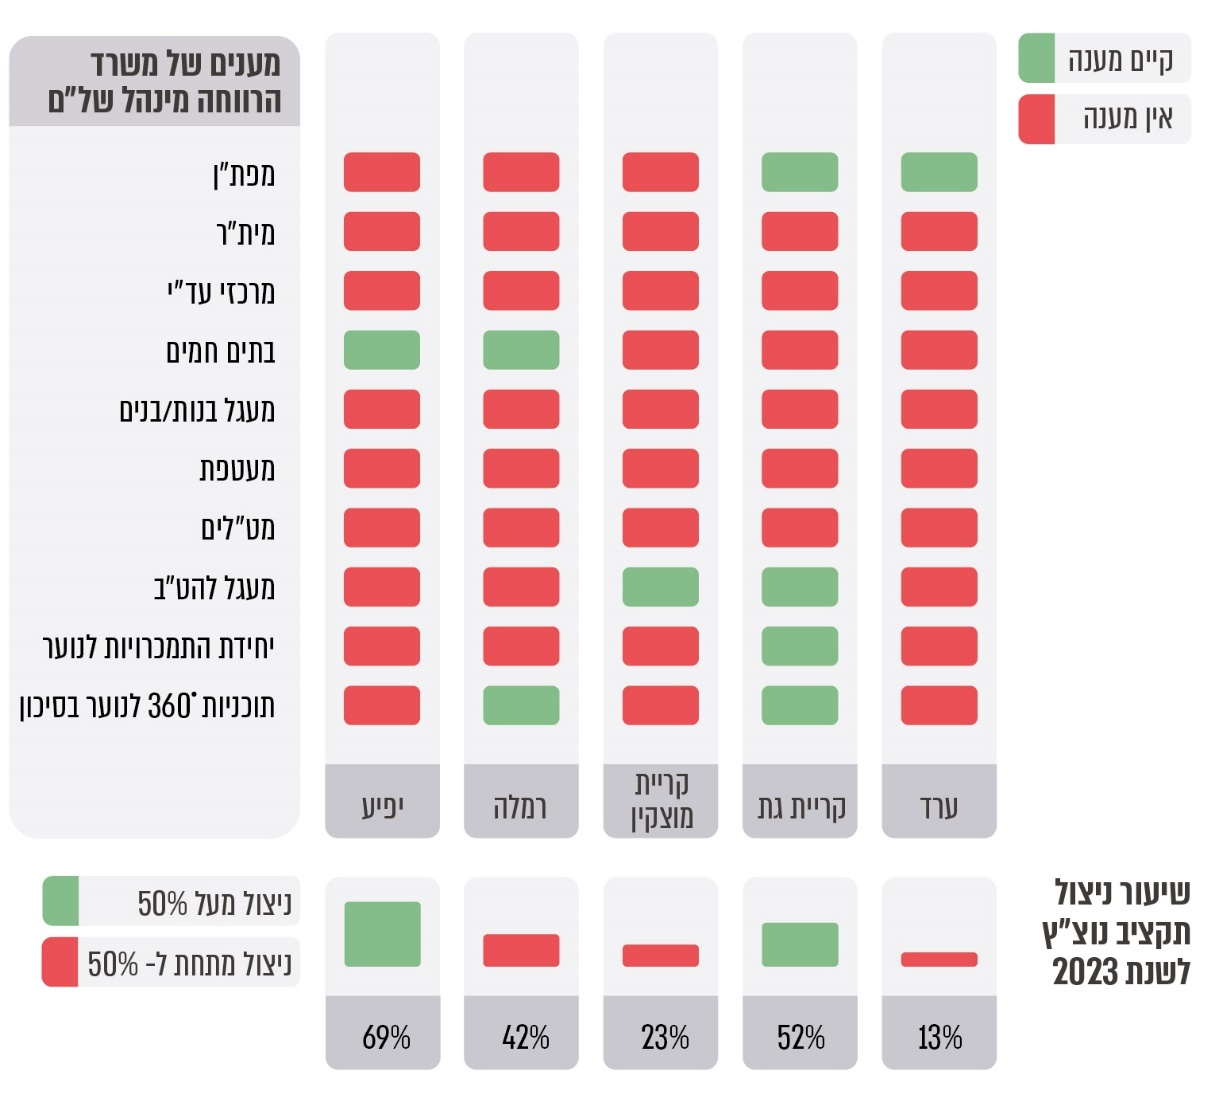 קיים מענה
אין מענה
מענים של משרד
הרווחה מינהל של"ם
מפת"ן
מית"ר
מרכזי עד"י
בתים חמים
מעגל בנות/בנים
מעטפת
מט"לים
מעגל להט"ב
יחידת התמכרויות לנוער
תוכניות 360° לנוער בסיכון
ערד
קריית גת
קריית
מוצקין
רמלה
יפיע
שיעור ניצול
תקציב נוצ"ץ
לשנת 2023
ניצול מעל 50%
ניצול מתחת ל- 50%
13%
52%
23%
42%
69%